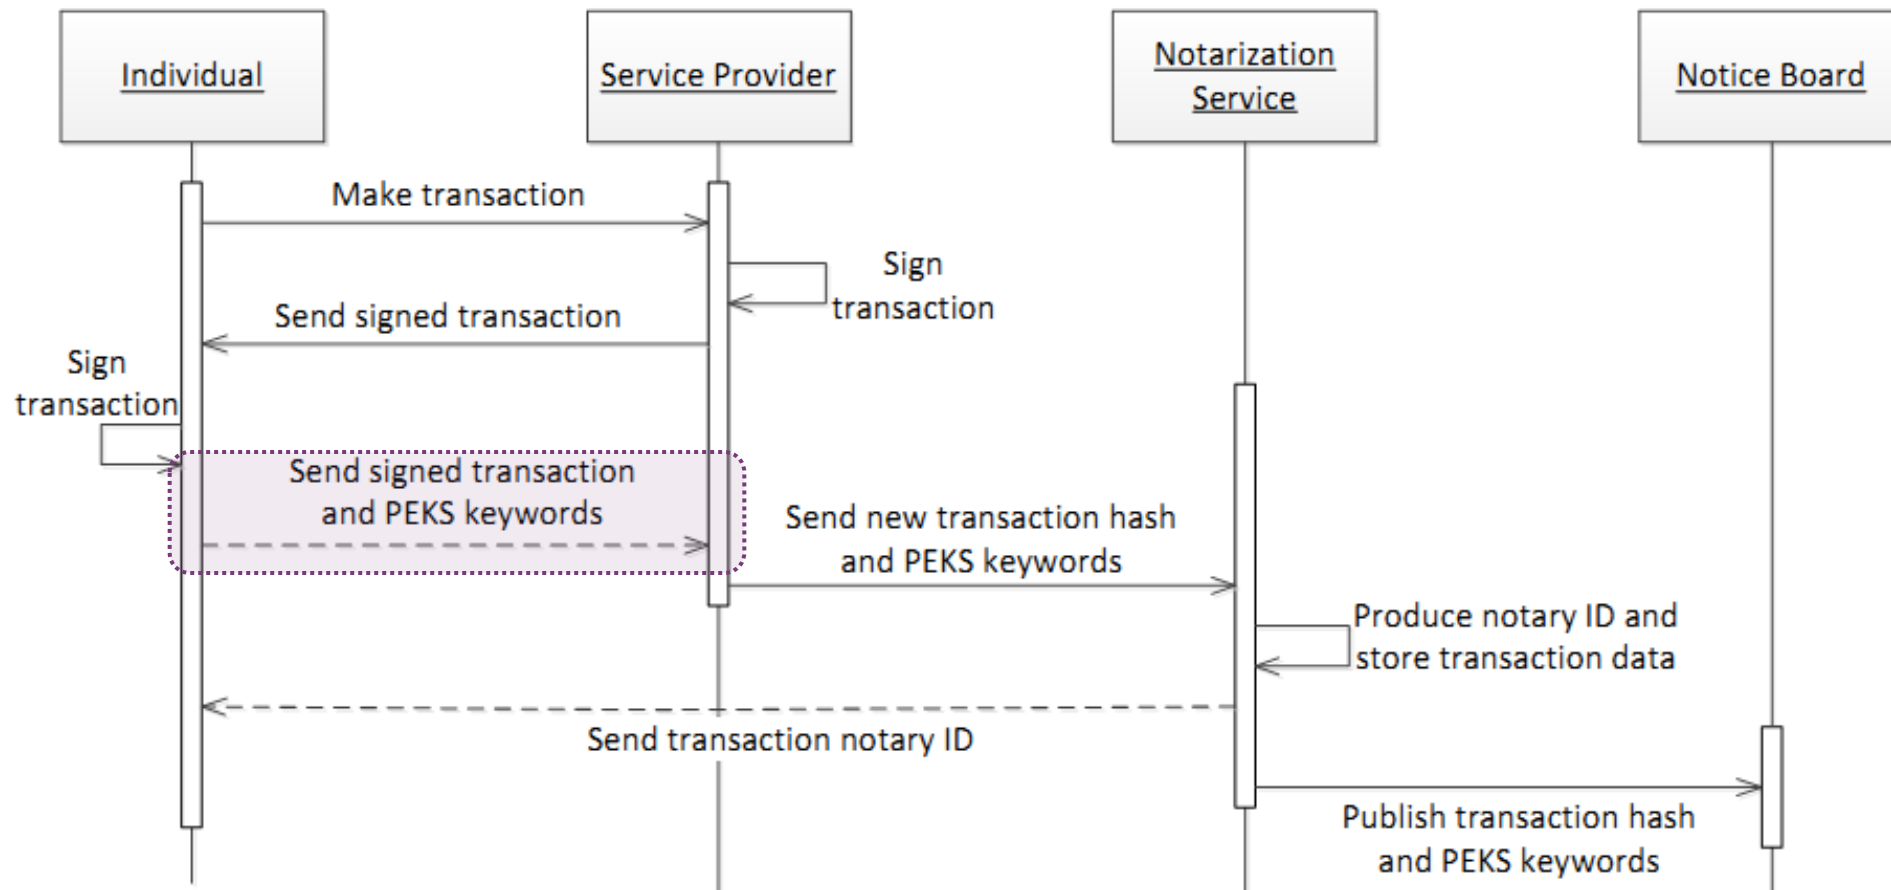 Individual
Service Provider
Notarization
Service
Notice Board
Make transaction
Sign
transaction
Send signed transaction
Sign
transaction
Send signed transaction
and PEKS keywords
Send new transaction hash
and PEKS keywords
Produce notary ID and
store transaction data
Send transaction notary ID
Publish transaction hash
and PEKS keywords